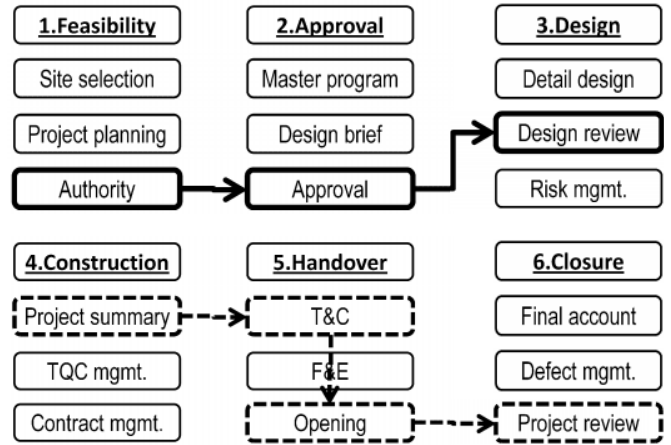 1.Feasibility
2.Approval
3.Design
Site selection
Master program
Detail design
Project planning
Design brief
Design review
Authority
Approval
Risk mgmt.
4.Construction
5.Handover
6.Closure
Project summary
T&C
Final account
TQC mgmt.
F&E
Defect mgmt.
Contract mgmt.
Opening
Project review